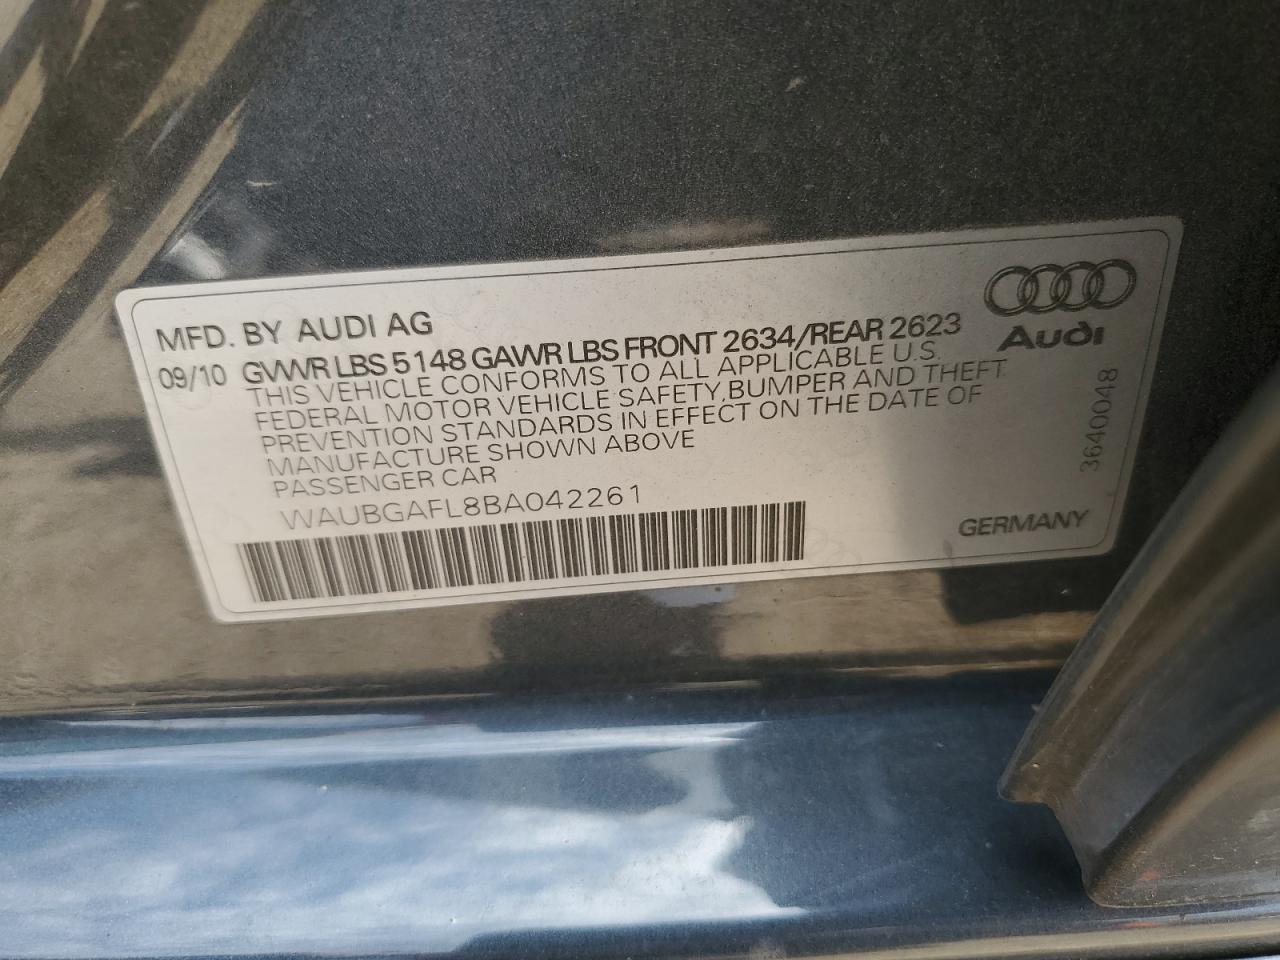 MFD. BY AUDI AG
09/10 GVWR LBS 5148 GAWR LBS FRONT 2634/REAR 2623
THIS VEHICLE CONFORMS TO ALL APPLICABLE U.S.
FEDERAL MOTOR VEHICLE SAFETY,BUMPER AND THEFT
PREVENTION STANDARDS IN EFFECT ON THE DATE OF
MANUFACTURE SHOWN ABOVE
PASSENGER CAR
WAUBGAFL8BA042261
Audi
3640048
GERMANY